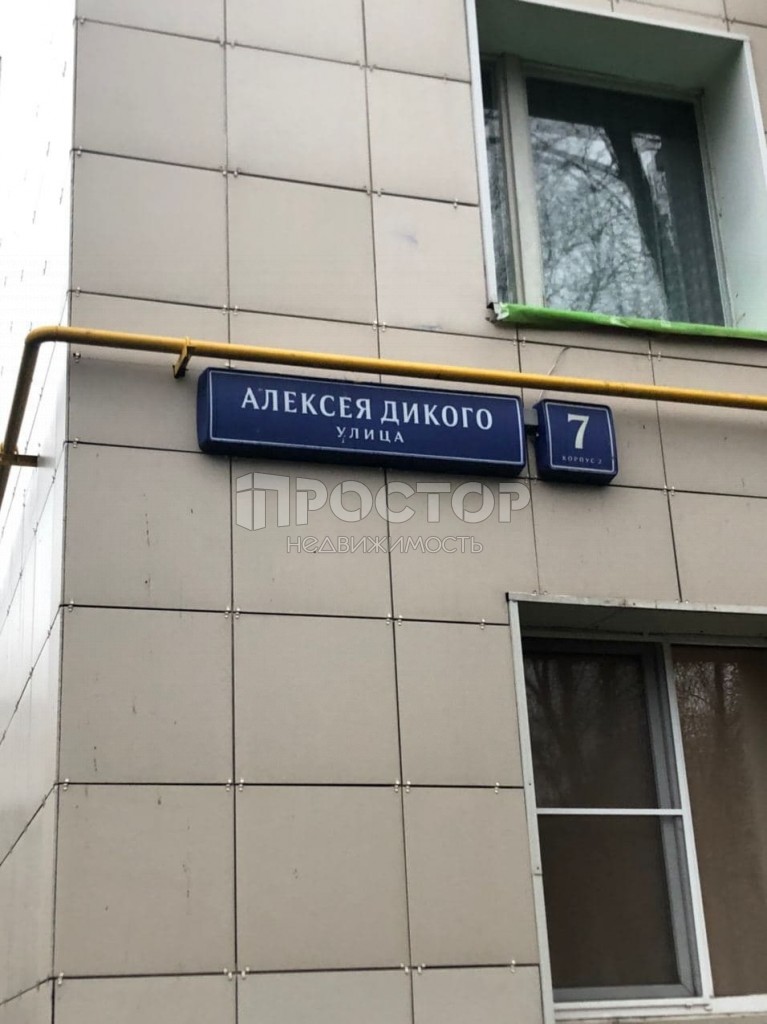 АЛЕКСЕЯ ДИКОГО
УЛИЦА
7
КОРПУС 2
ПРОСТОР
НЕДВИЖИМОСТЬ